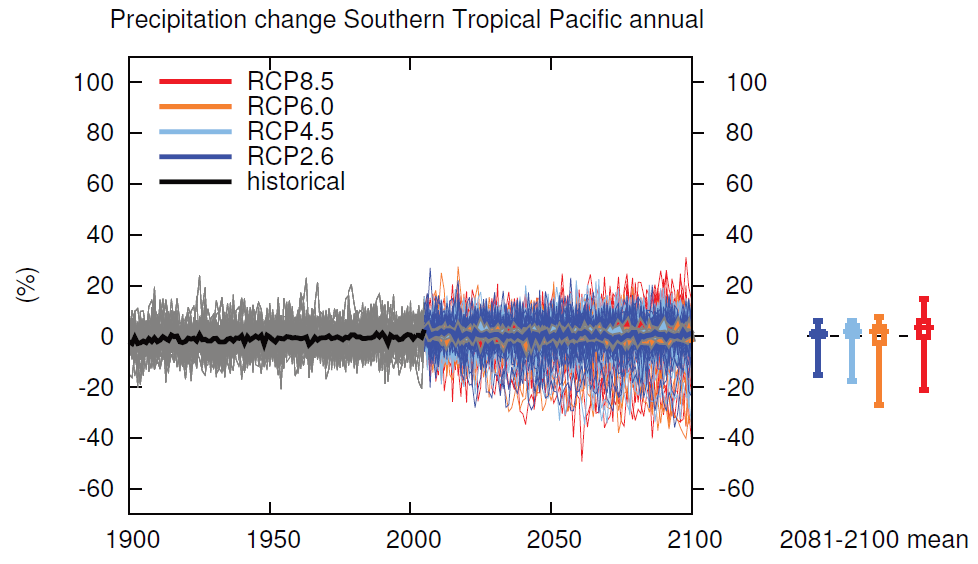 Precipitation change Southern Tropical Pacific annual
(%)
100
80
60
40
20
0
-20
-40
-60
RCP8.5
RCP6.0
RCP4.5
RCP2.6
historical
100
80
60
40
20
0
-20
-40
-60
1900 1950 2000 2050 2100 2081-2100 mean